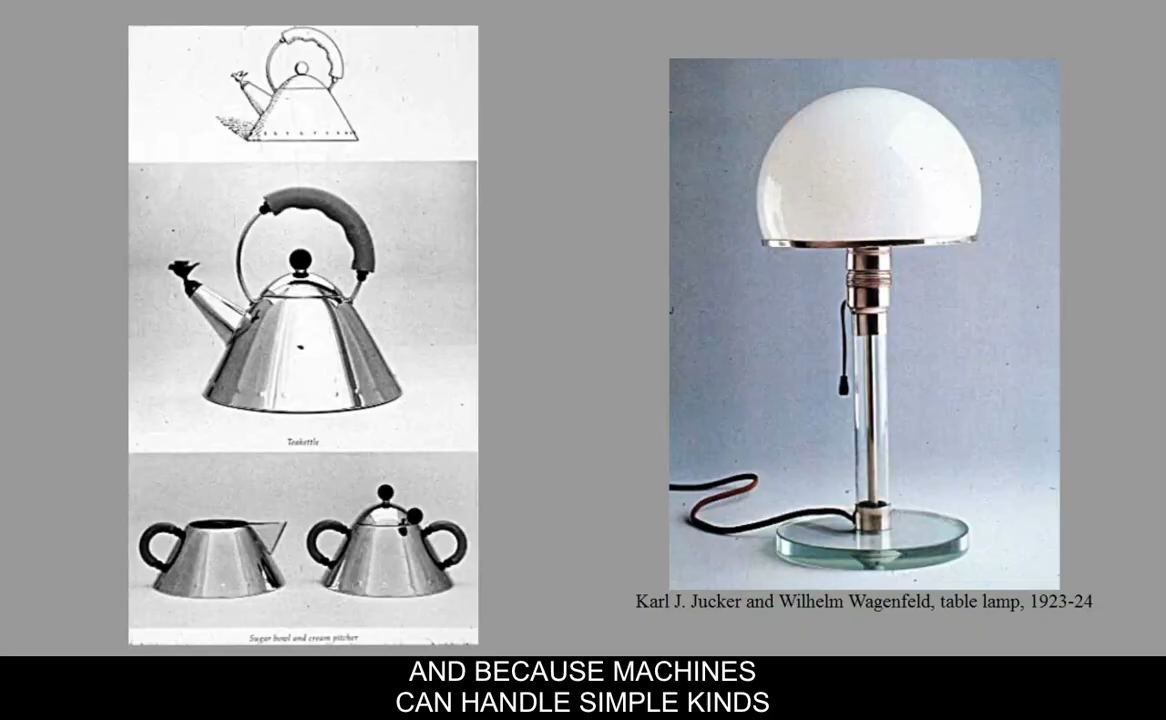 Teakettle
Sugar bowl and cream pitcher
Karl J. Jucker and Wilhelm Wagenfeld, table lamp, 1923-24
AND BECAUSE MACHINES
CAN HANDLE SIMPLE KINDS